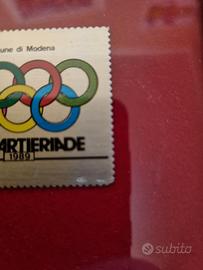 une di Modena
ARTIERIADE
1989
subito